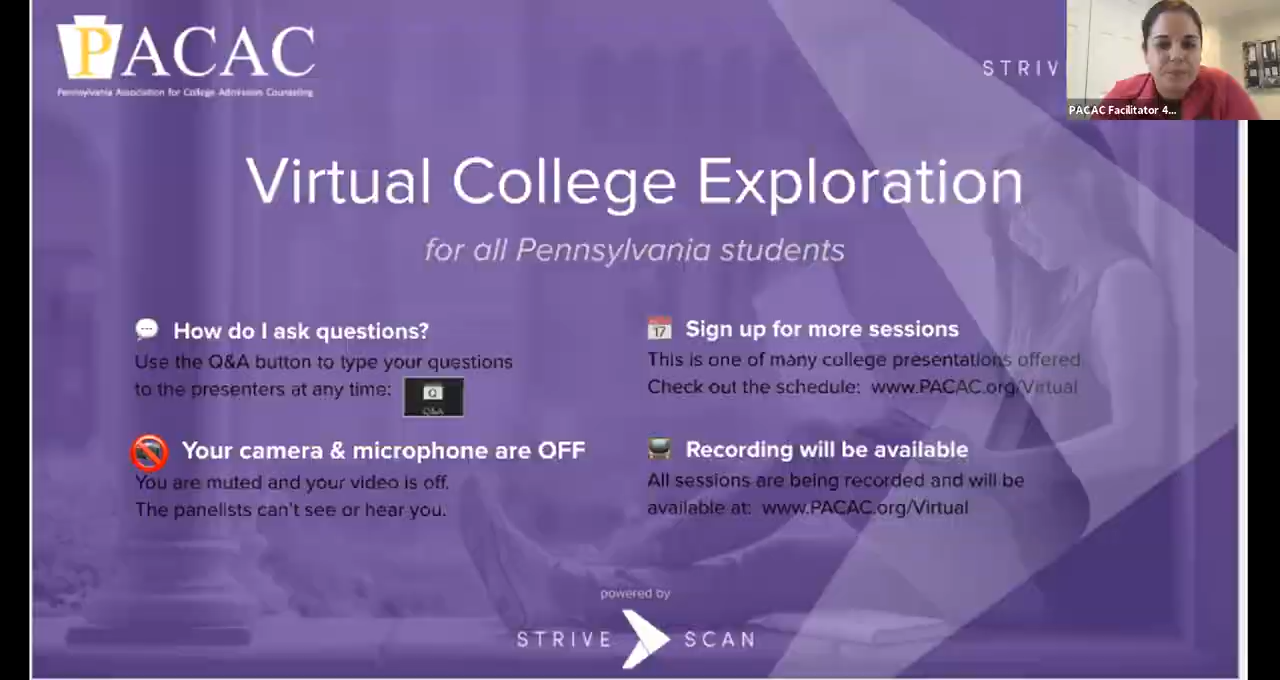 PACAC
Pennsylvania Association for College Admission Counseling
STRIV
PACAC Facilitator 4...
Virtual College Exploration
for all Pennsylvania students
How do I ask questions?
Use the Q&A button to type your questions
to the presenters at any time:
Q
Q&A
Your camera & microphone are OFF
You are muted and your video is off.
The panelists can't see or hear you.
17
Sign up for more sessions
This is one of many college presentations offered.
Check out the schedule: www.PACAC.org/Virtual
Recording will be available
All sessions are being recorded and will be
available at: www.PACAC.org/Virtual
powered by
STRIVE SCAN